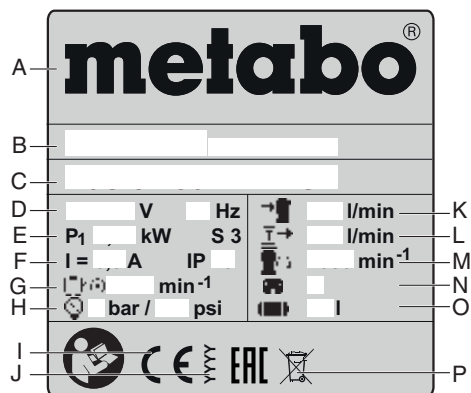 A metabo ®
B
C
D V Hz
E P1 kW S 3
F I = A IP
G min-1
H bar / psi
l/min K
l/min L
min-1 M
N
l O
I
J CE EAC P